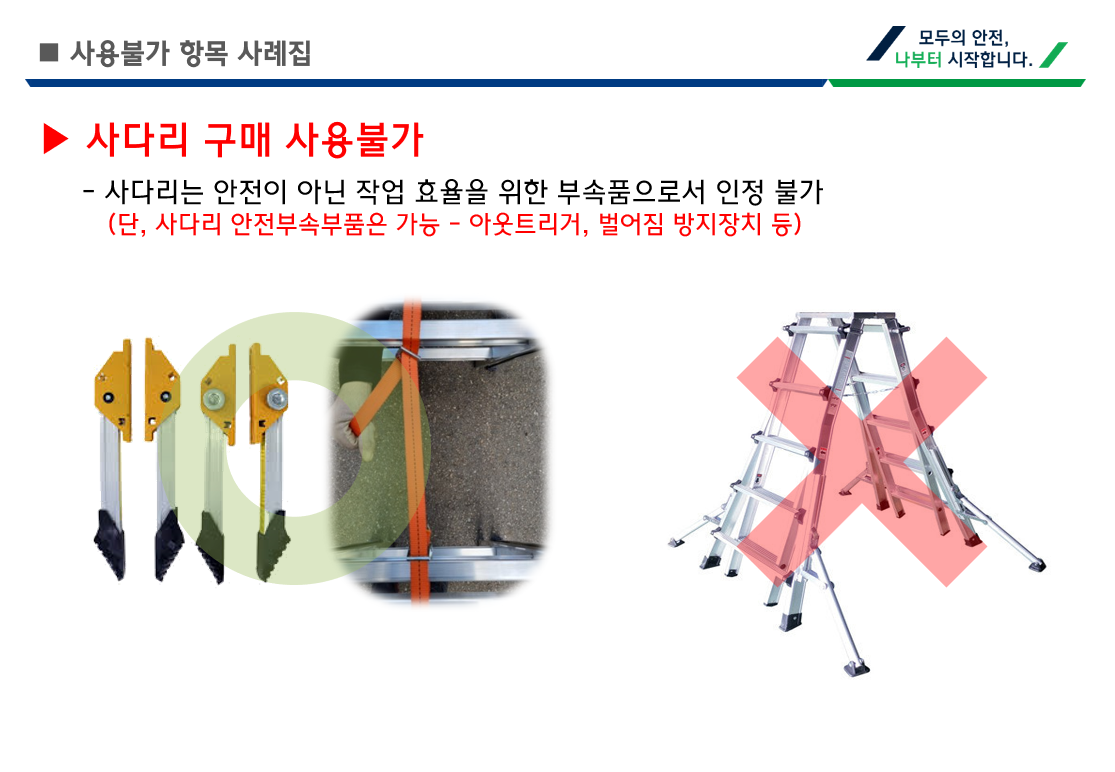 ■ 사용불가 항목 사례집
모두의 안전,
나부터 시작합니다.
▶ 사다리 구매 사용불가
- 사다리는 안전이 아닌 작업 효율을 위한 부속품으로서 인정 불가
(단, 사다리 안전부속부품은 가능 - 아웃트리거, 벌어짐 방지장치 등)